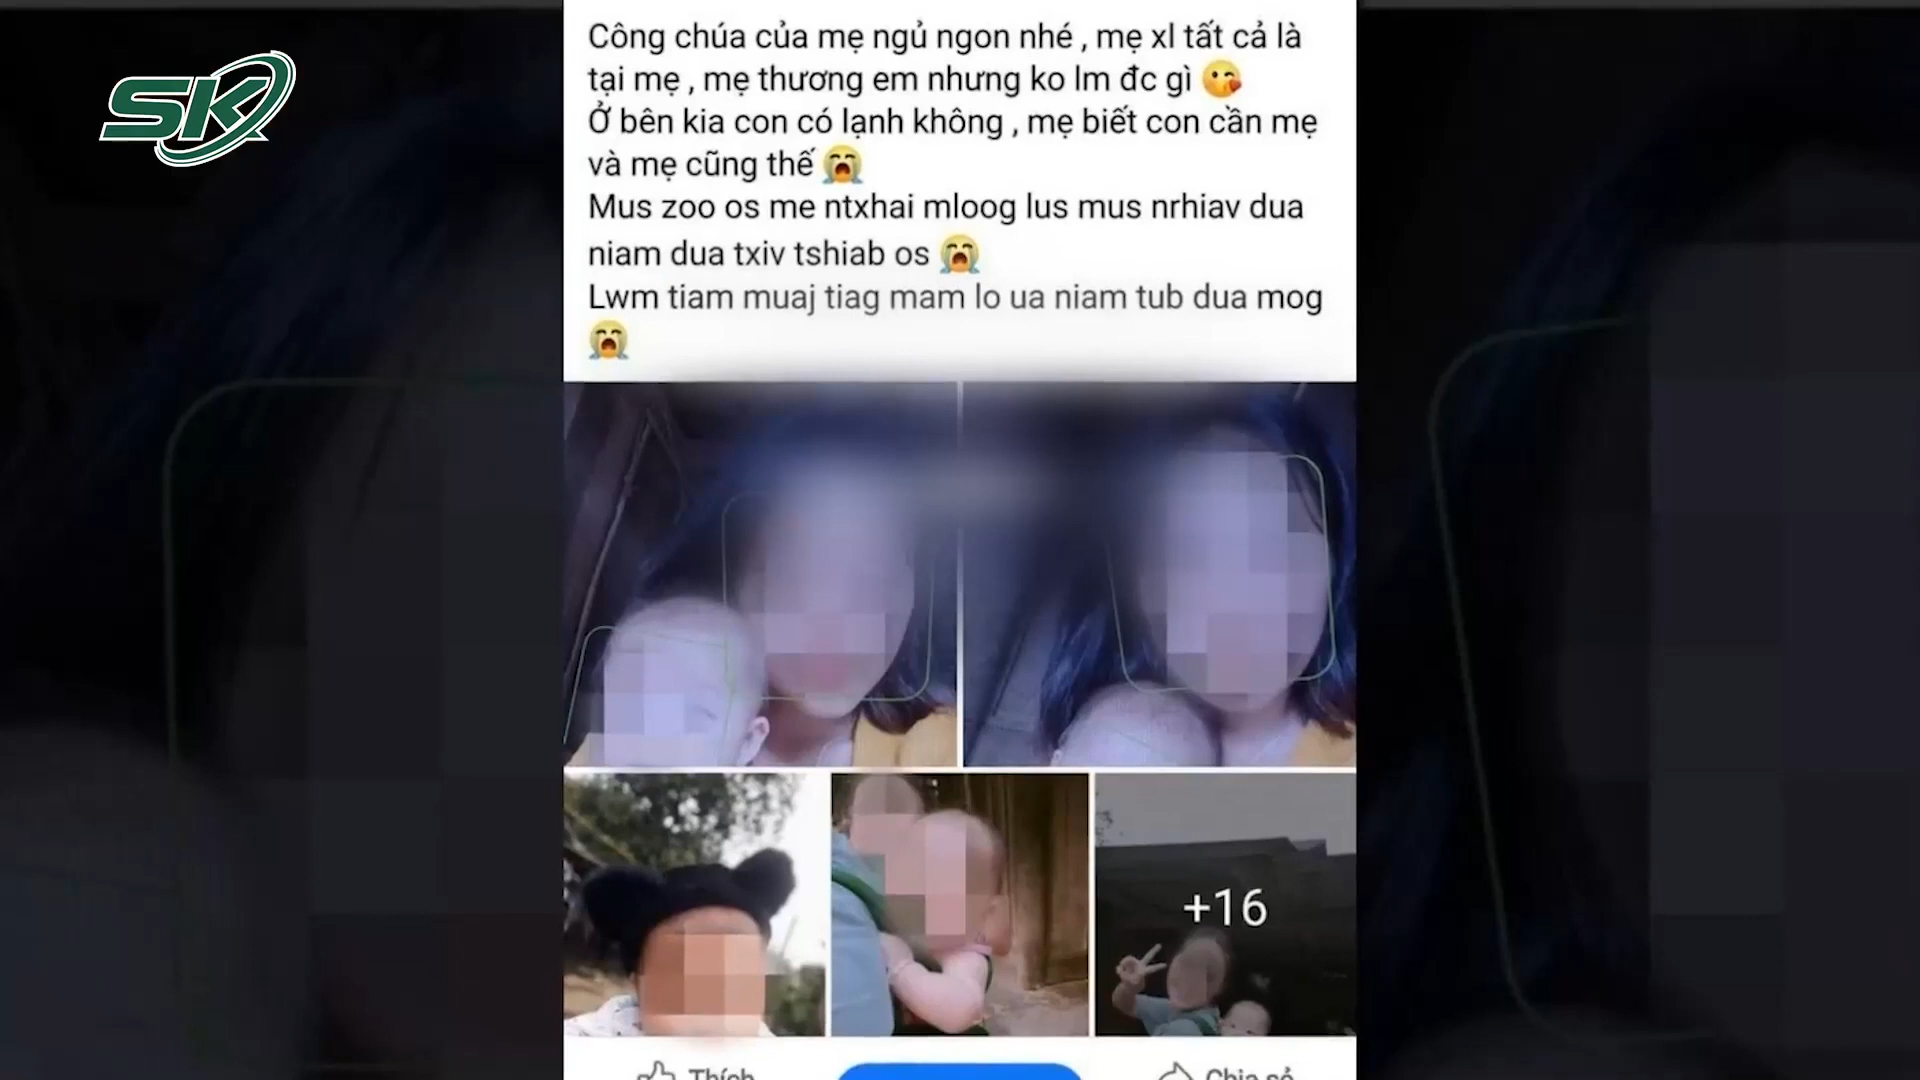 SK
Công chúa của mẹ ngủ ngon nhé , mẹ xl tất cả là
tại mẹ , mẹ thương em nhưng ko lm đc gì 😘
Ở bên kia con có lạnh không , mẹ biết con cần mẹ
và mẹ cũng thế 😭
Mus zoo os me ntxhai mloog lus mus nrhiav dua
niam dua txiv tshiab os 😭
Lwm tiam muaj tiag mam lo ua niam tub dua mog
😭
+16
Thích
Chia sẻ